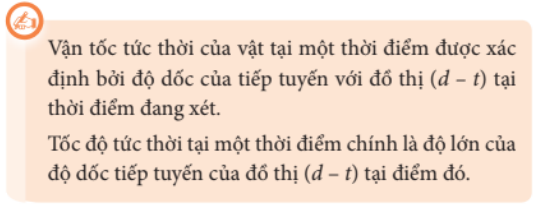 Vận tốc tức thời của vật tại một thời điểm được xác
định bởi độ dốc của tiếp tuyến với đồ thị (d – t) tại
thời điểm đang xét.
Tốc độ tức thời tại một thời điểm chính là độ lớn của
độ dốc tiếp tuyến của đồ thị (d – t) tại điểm đó.